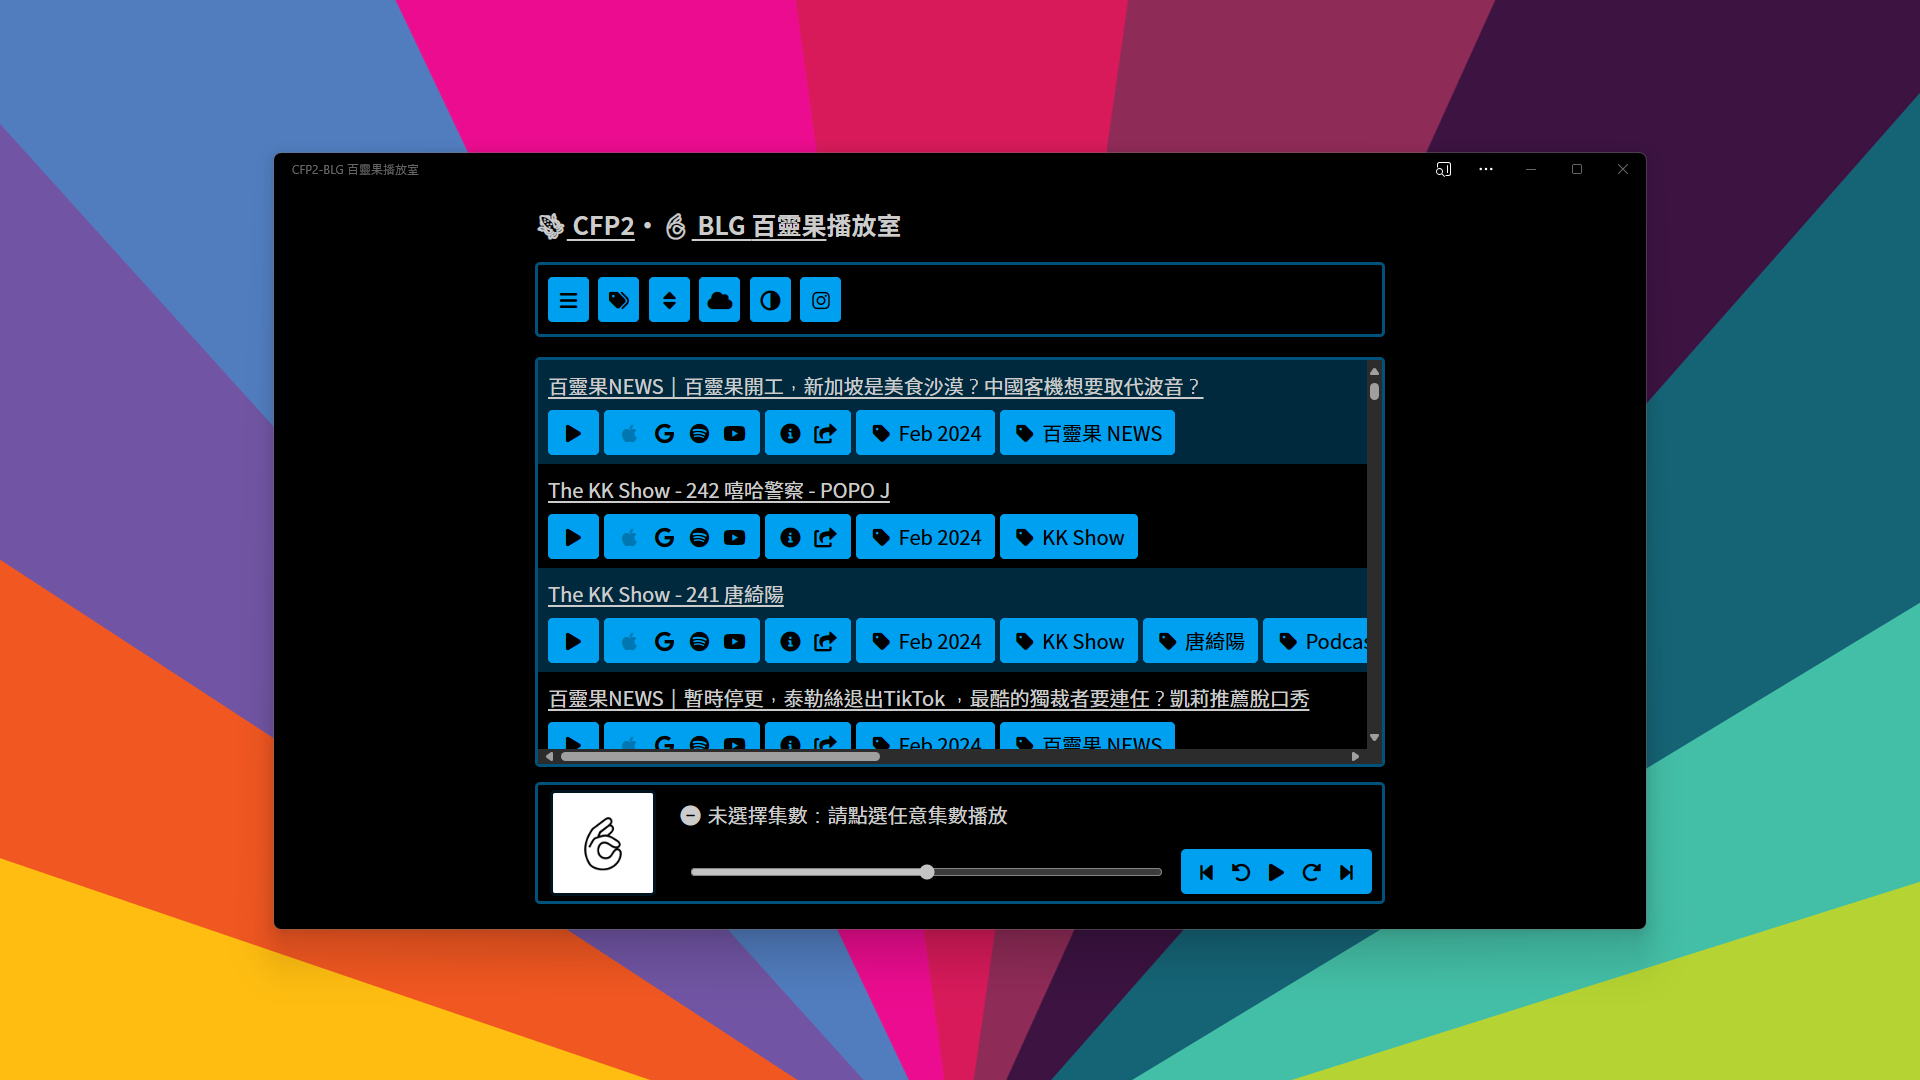 CFP2-BLG 百靈果播放室
CFP2・ BLG 百靈果播放室
百靈果NEWS｜百靈果開工，新加坡是美食沙漠？中國客機想要取代波音？
Feb 2024 百靈果 NEWS
The KK Show - 242 嘻哈警察 - POPO J
Feb 2024 KK Show
The KK Show - 241 唐綺陽
Feb 2024 KK Show 唐綺陽 Podcas
百靈果NEWS｜暫時停更，泰勒絲退出TikTok ，最酷的獨裁者要連任？凱莉推薦脫口秀
Feb 2024 百靈果 NEWS
未選擇集數：請點選任意集數播放